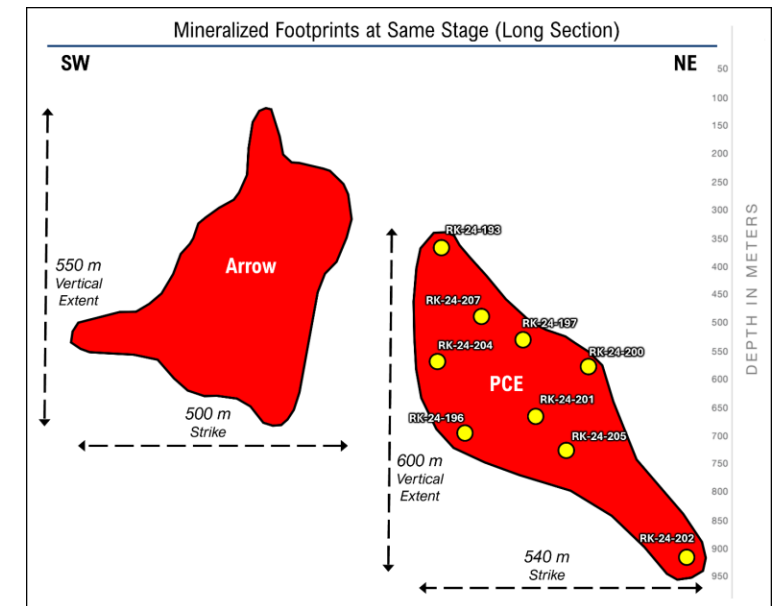 Mineralized Footprints at Same Stage (Long Section)
SW
NE
50
100
150
200
250
300
350
400
450
500
550
600
650
700
750
800
850
900
950
DEPTH IN METERS
550 m
Vertical
Extent
Arrow
500 m
Strike
RK-24-193
RK-24-207
RK-24-197
RK-24-204
RK-24-200
PCE
RK-24-201
RK-24-196
RK-24-205
600 m
Vertical
Extent
RK-24-202
540 m
Strike